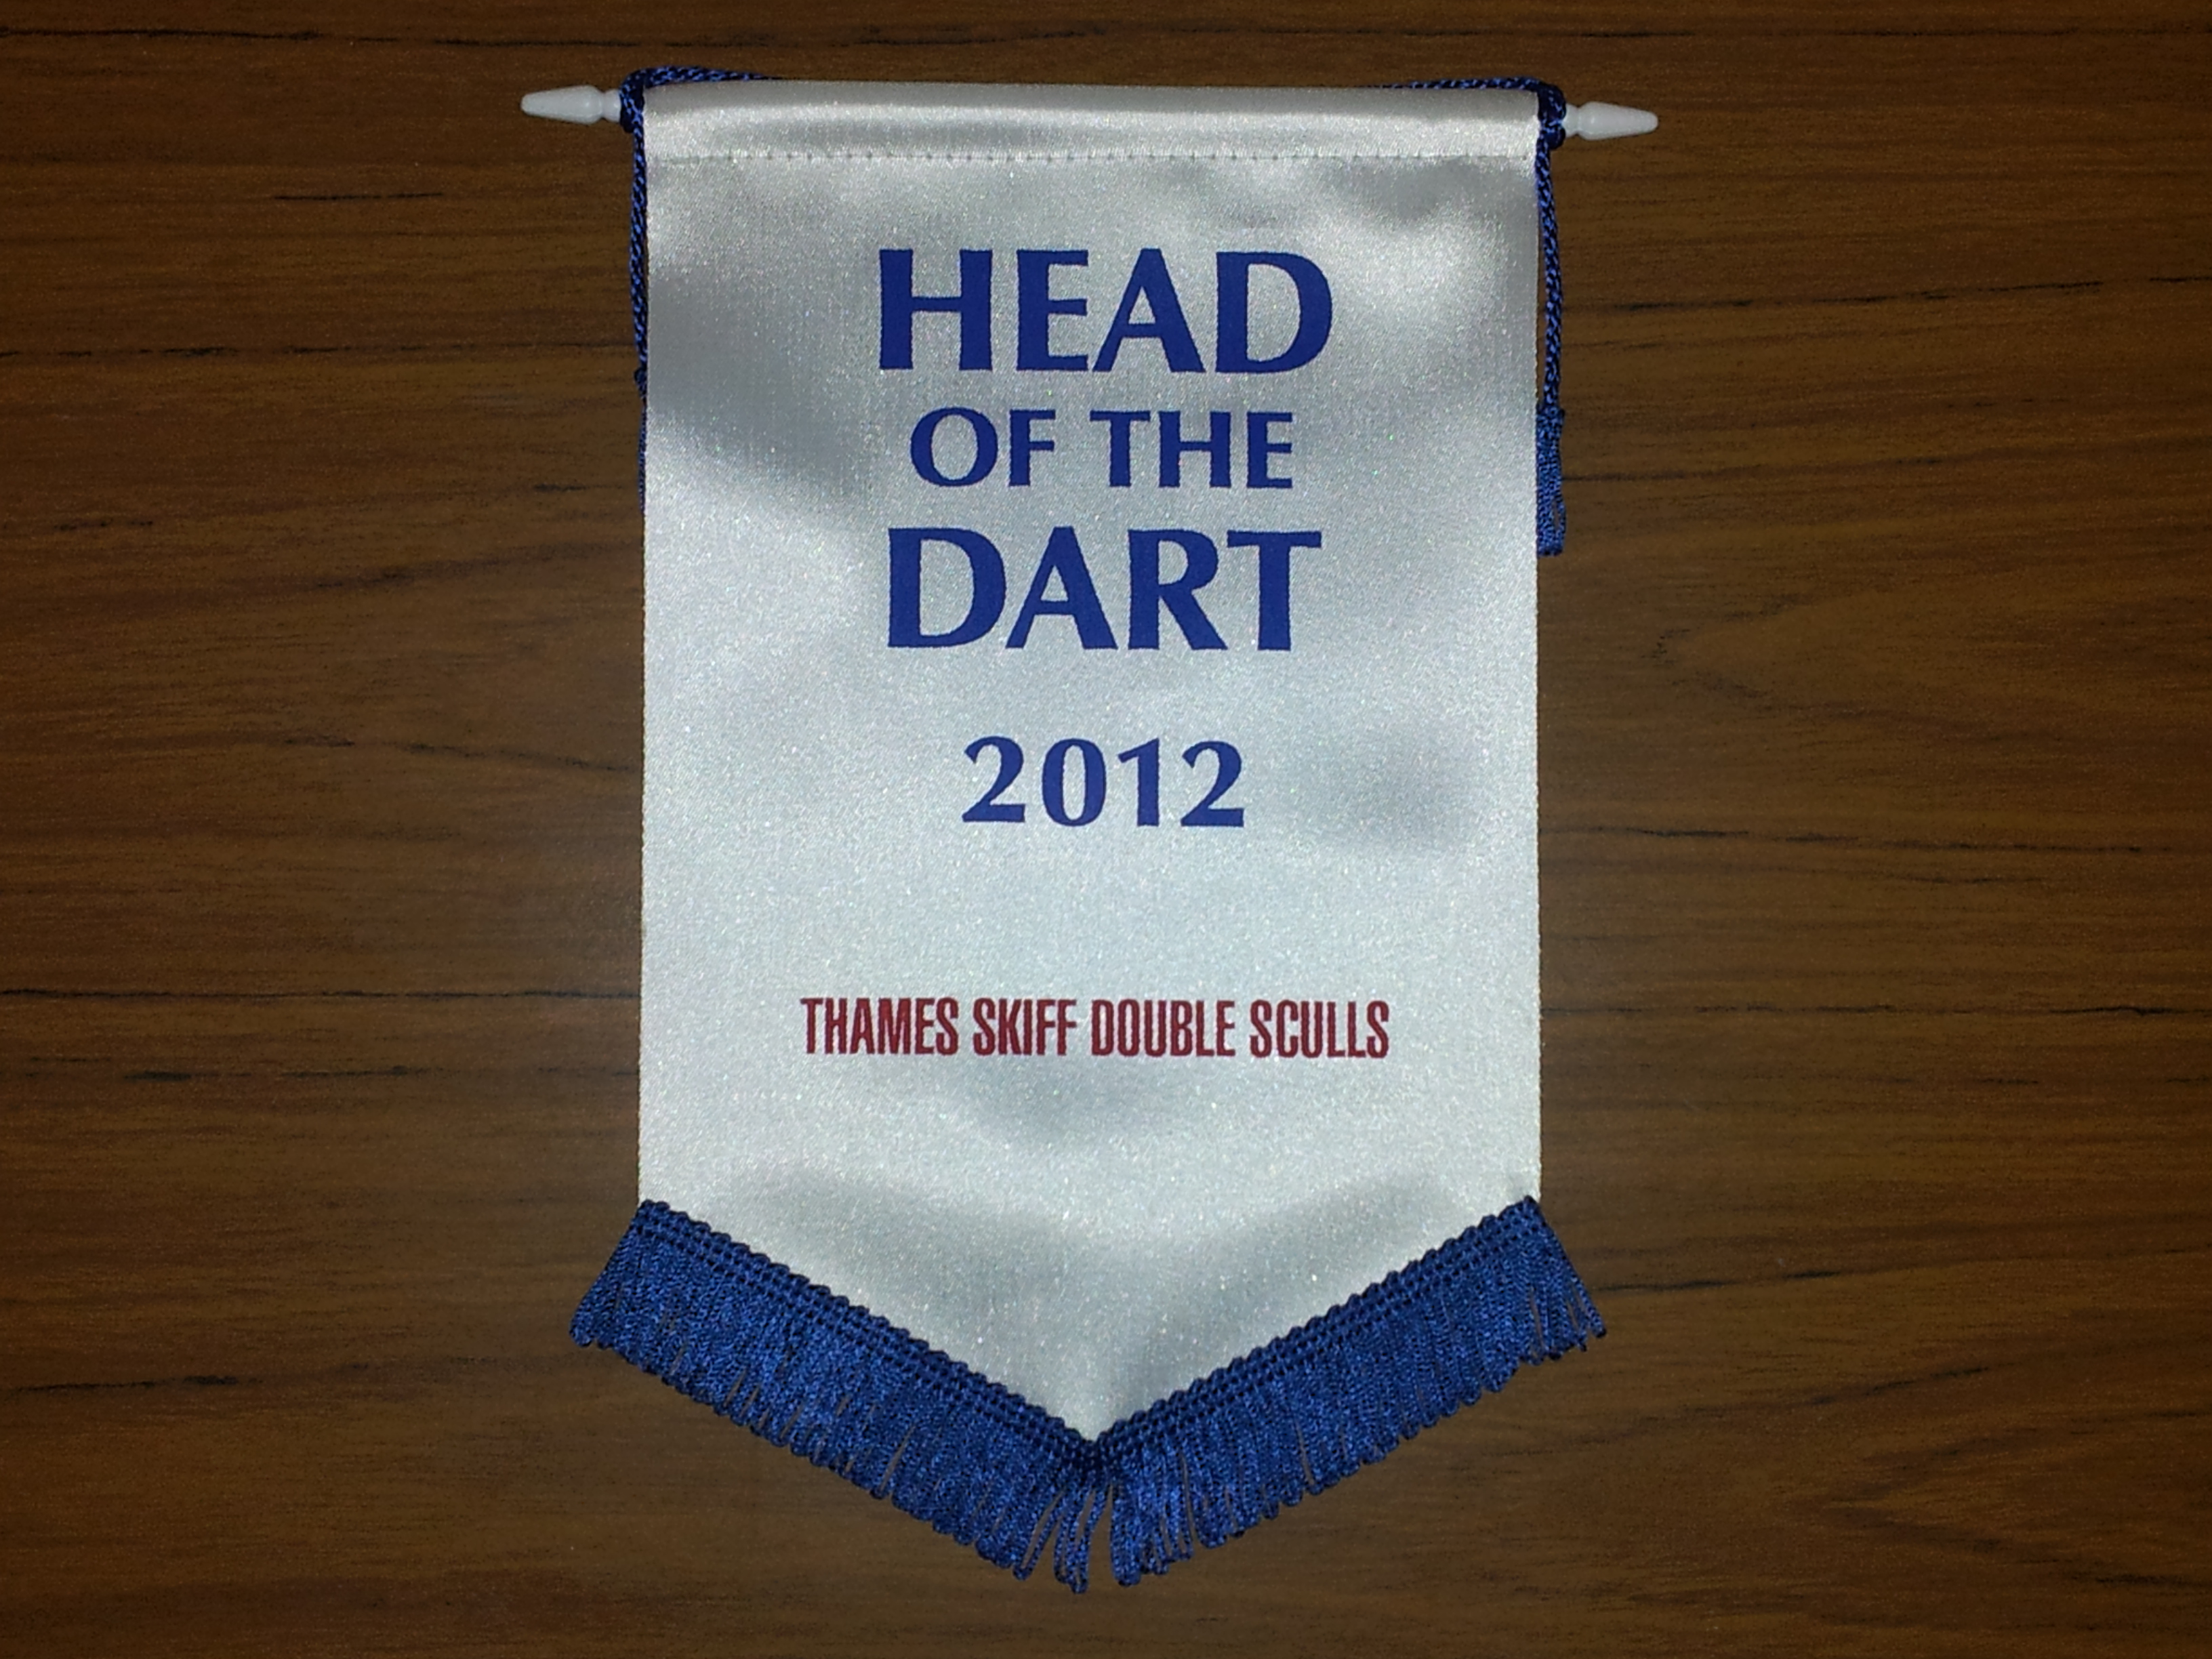 HEAD
OF THE
DART
2012
THAMES SKIFF DOUBLE SCULLS